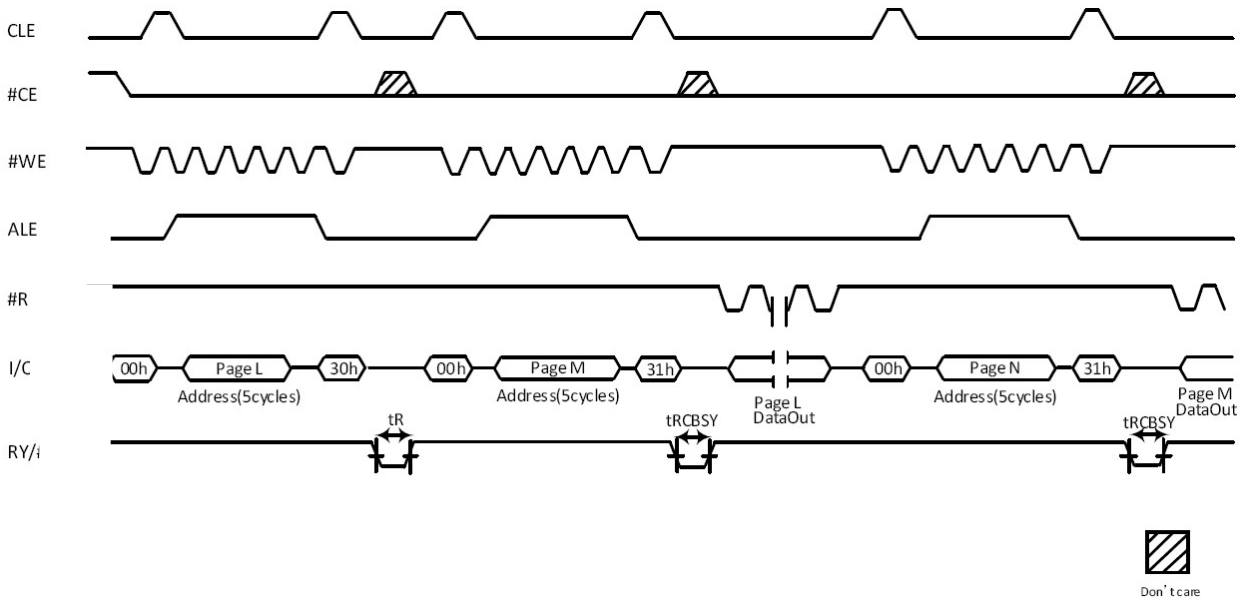 CLE
#CE
#WE
ALE
#R
I/C
00h
Page L
30h
00h
Page M
31h
00h
Page N
31h
Address(5cycles)
Address(5cycles)
Page L
DataOut
Address(5cycles)
Page M
DataOut
tR
tRCBSY
tRCBSY
RY/
Don't care